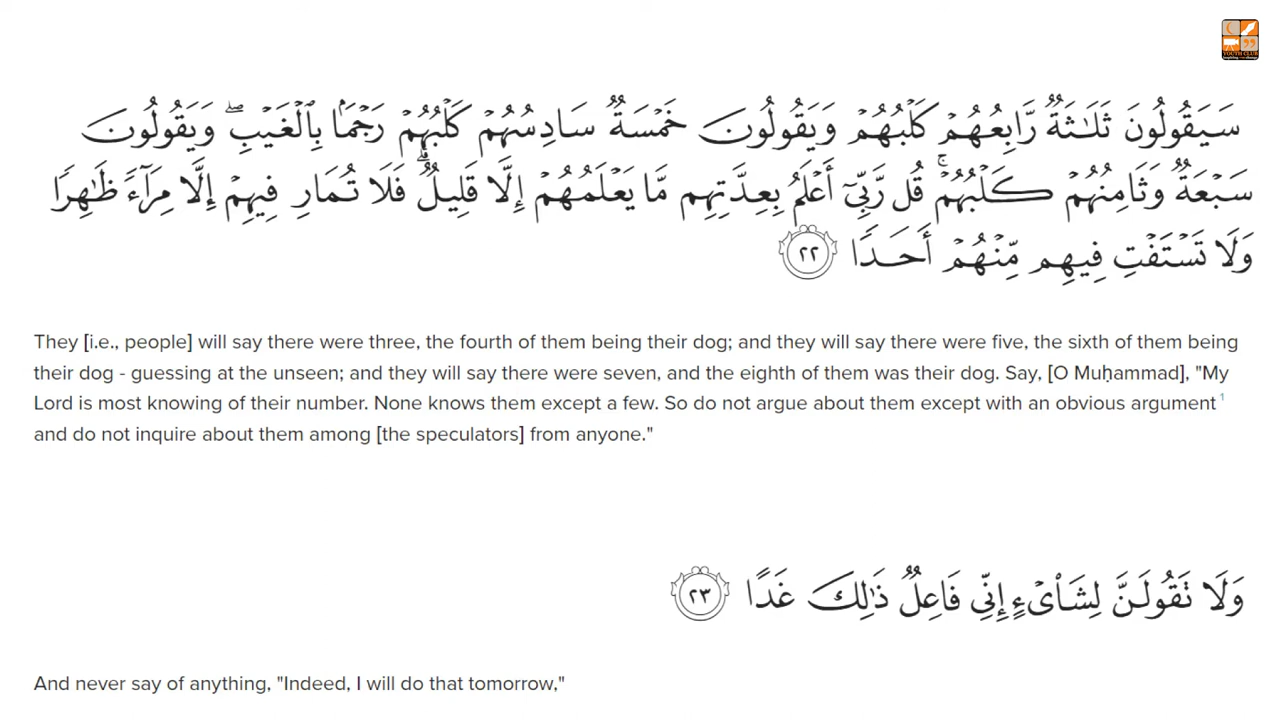 YOUTH CLUB
سَيَقُولُونَ ثَلَـٰثَةٌ رَّابِعُهُمْ كَلْبُهُمْ وَيَقُولُونَ خَمْسَةٌ سَادِسُهُمْ كَلْبُهُمْ رَجْمًۢا بِٱلْغَيْبِ ۖ وَيَقُولُونَ
سَبْعَةٌ وَثَامِنُهُمْ كَلْبُهُمْ ۚ قُل رَّبِّىٓ أَعْلَمُ بِعِدَّتِهِم مَّا يَعْلَمُهُمْ إِلَّا قَلِيلٌ ۗ فَلَا تُمَارِ فِيهِمْ إِلَّا مِرَآءً ظَـٰهِرًا
وَلَا تَسْتَفْتِ فِيهِم مِّنْهُمْ أَحَدًا ٢٢
They [i.e., people] will say there were three, the fourth of them being their dog; and they will say there were five, the sixth of them being
their dog - guessing at the unseen; and they will say there were seven, and the eighth of them was their dog. Say, [O Muḥammad], "My
Lord is most knowing of their number. None knows them except a few. So do not argue about them except with an obvious argument ¹
and do not inquire about them among [the speculators] from anyone."
وَلَا تَقُولَنَّ لِشَا۟ىْءٍ إِنِّى فَاعِلٌ ذَٰلِكَ غَدًا ٢٣
And never say of anything, "Indeed, I will do that tomorrow,"